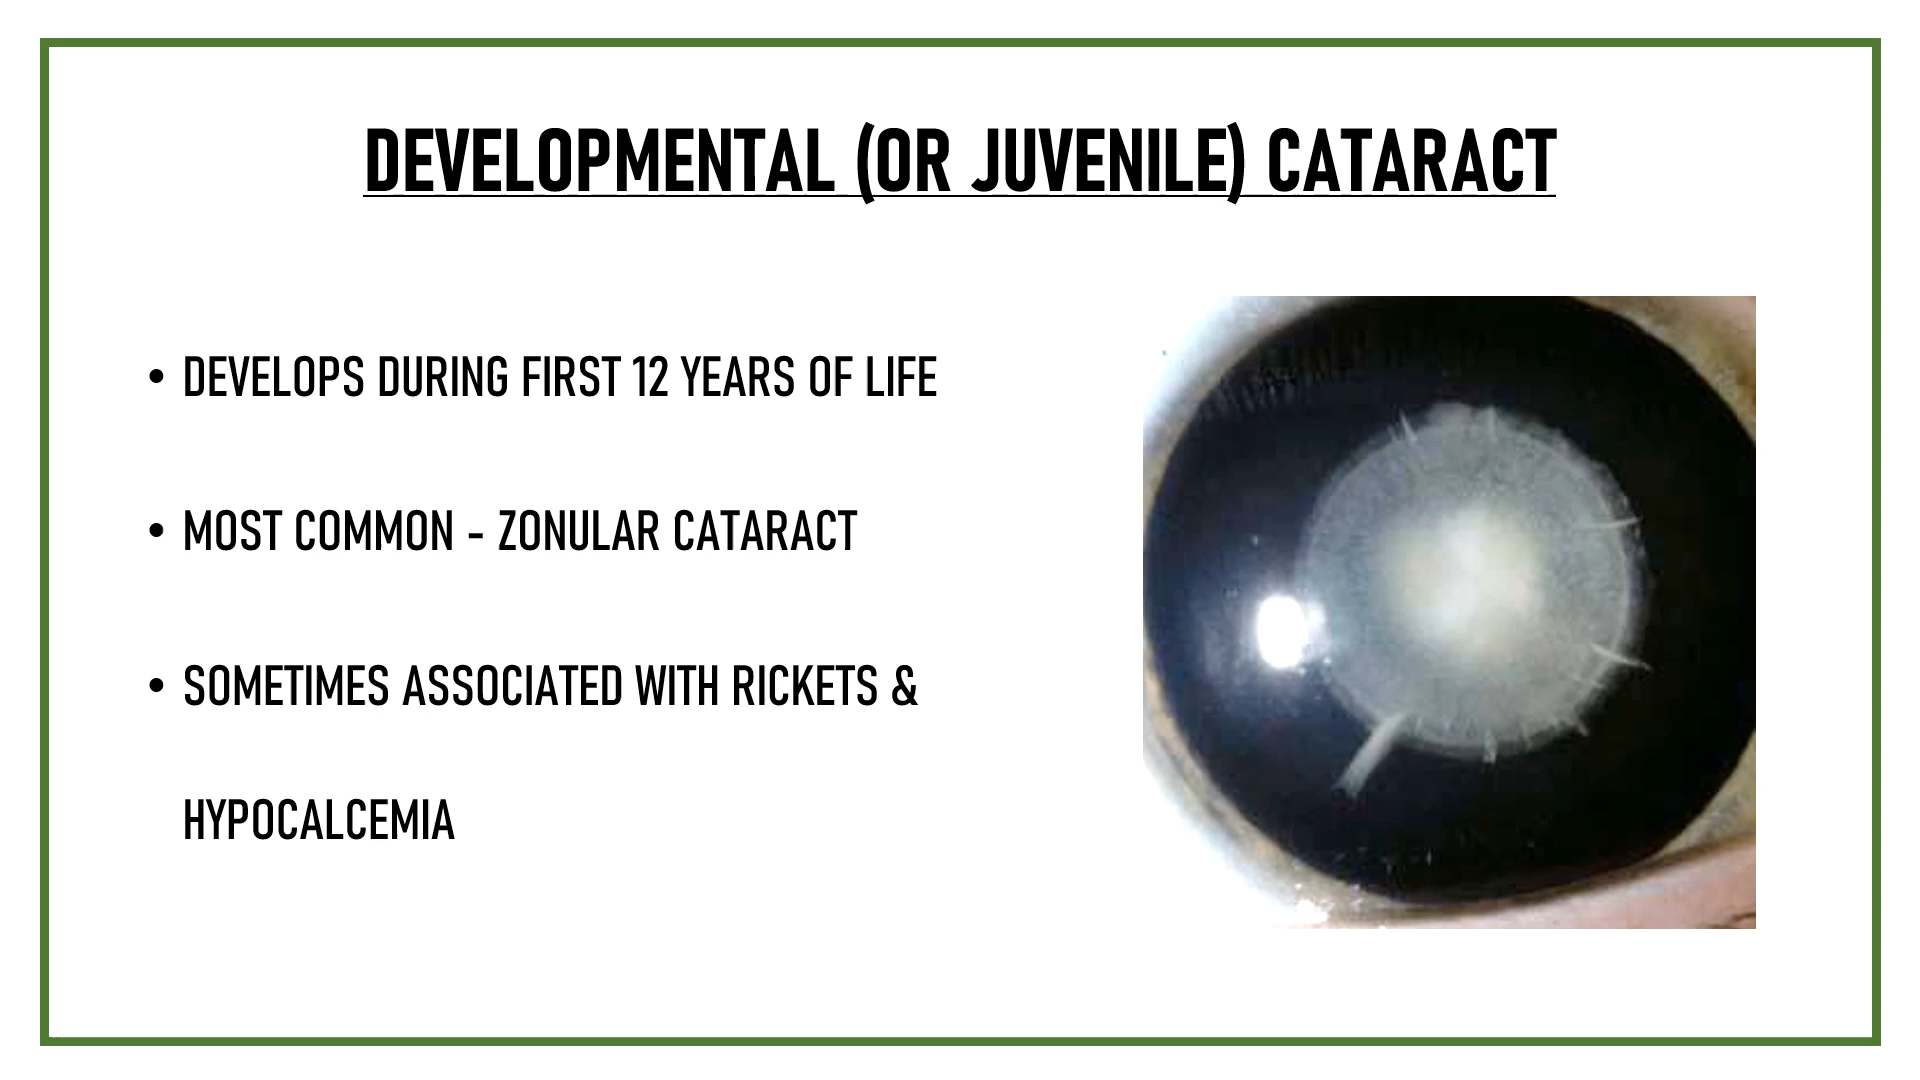 DEVELOPMENTAL (OR JUVENILE) CATARACT
• DEVELOPS DURING FIRST 12 YEARS OF LIFE
• MOST COMMON - ZONULAR CATARACT
• SOMETIMES ASSOCIATED WITH RICKETS &
HYPOCALCEMIA